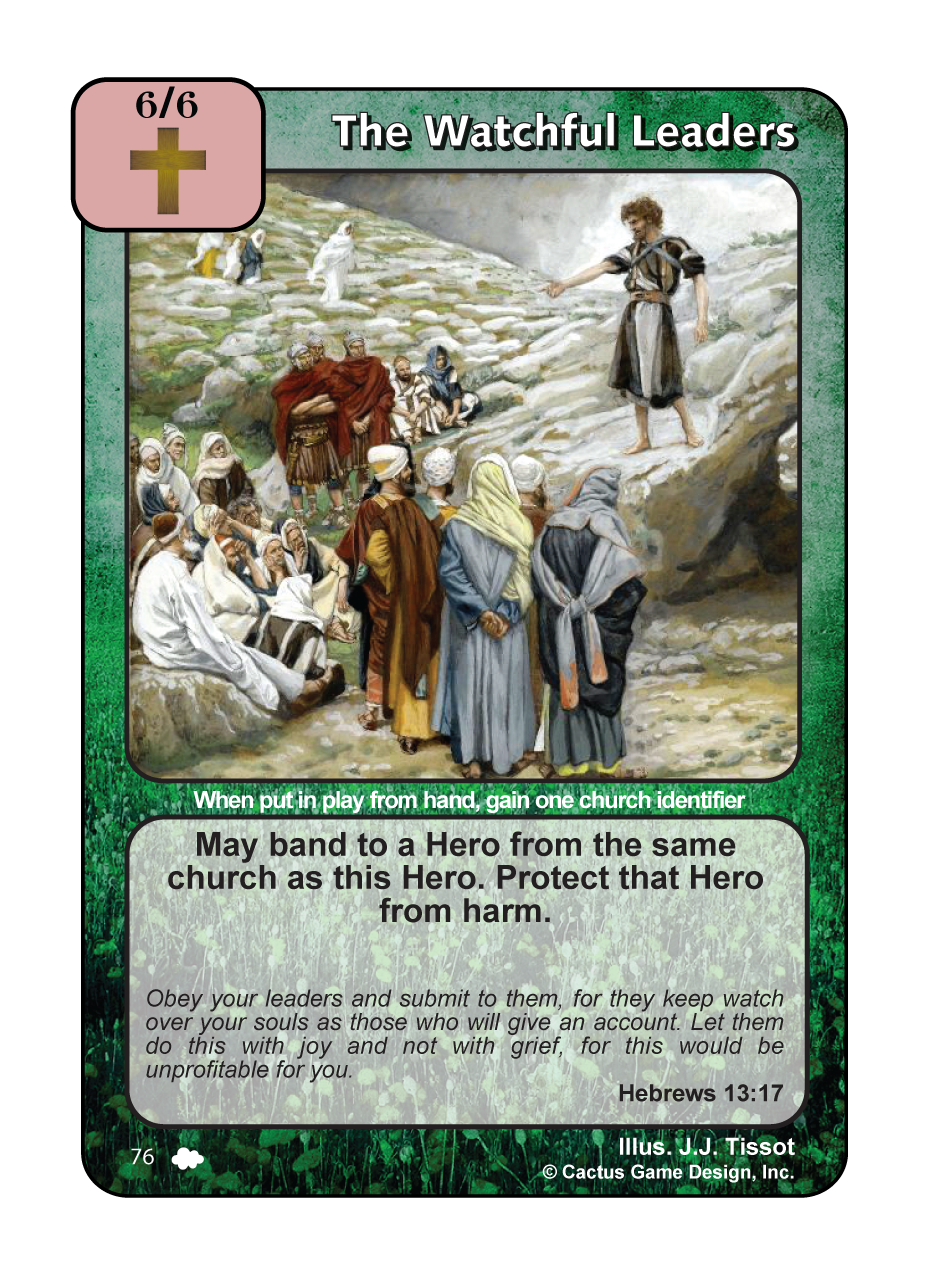 6/6
The Watchful Leaders
When put in play from hand, gain one church identifier
May band to a Hero from the same
church as this Hero. Protect that Hero
from harm.
Obey your leaders and submit to them, for they keep watch
over your souls as those who will give an account. Let them
do this with joy and not with grief, for this would be
unprofitable for you.
Hebrews 13:17
76
Illus. J.J. Tissot
© Cactus Game Design, Inc.